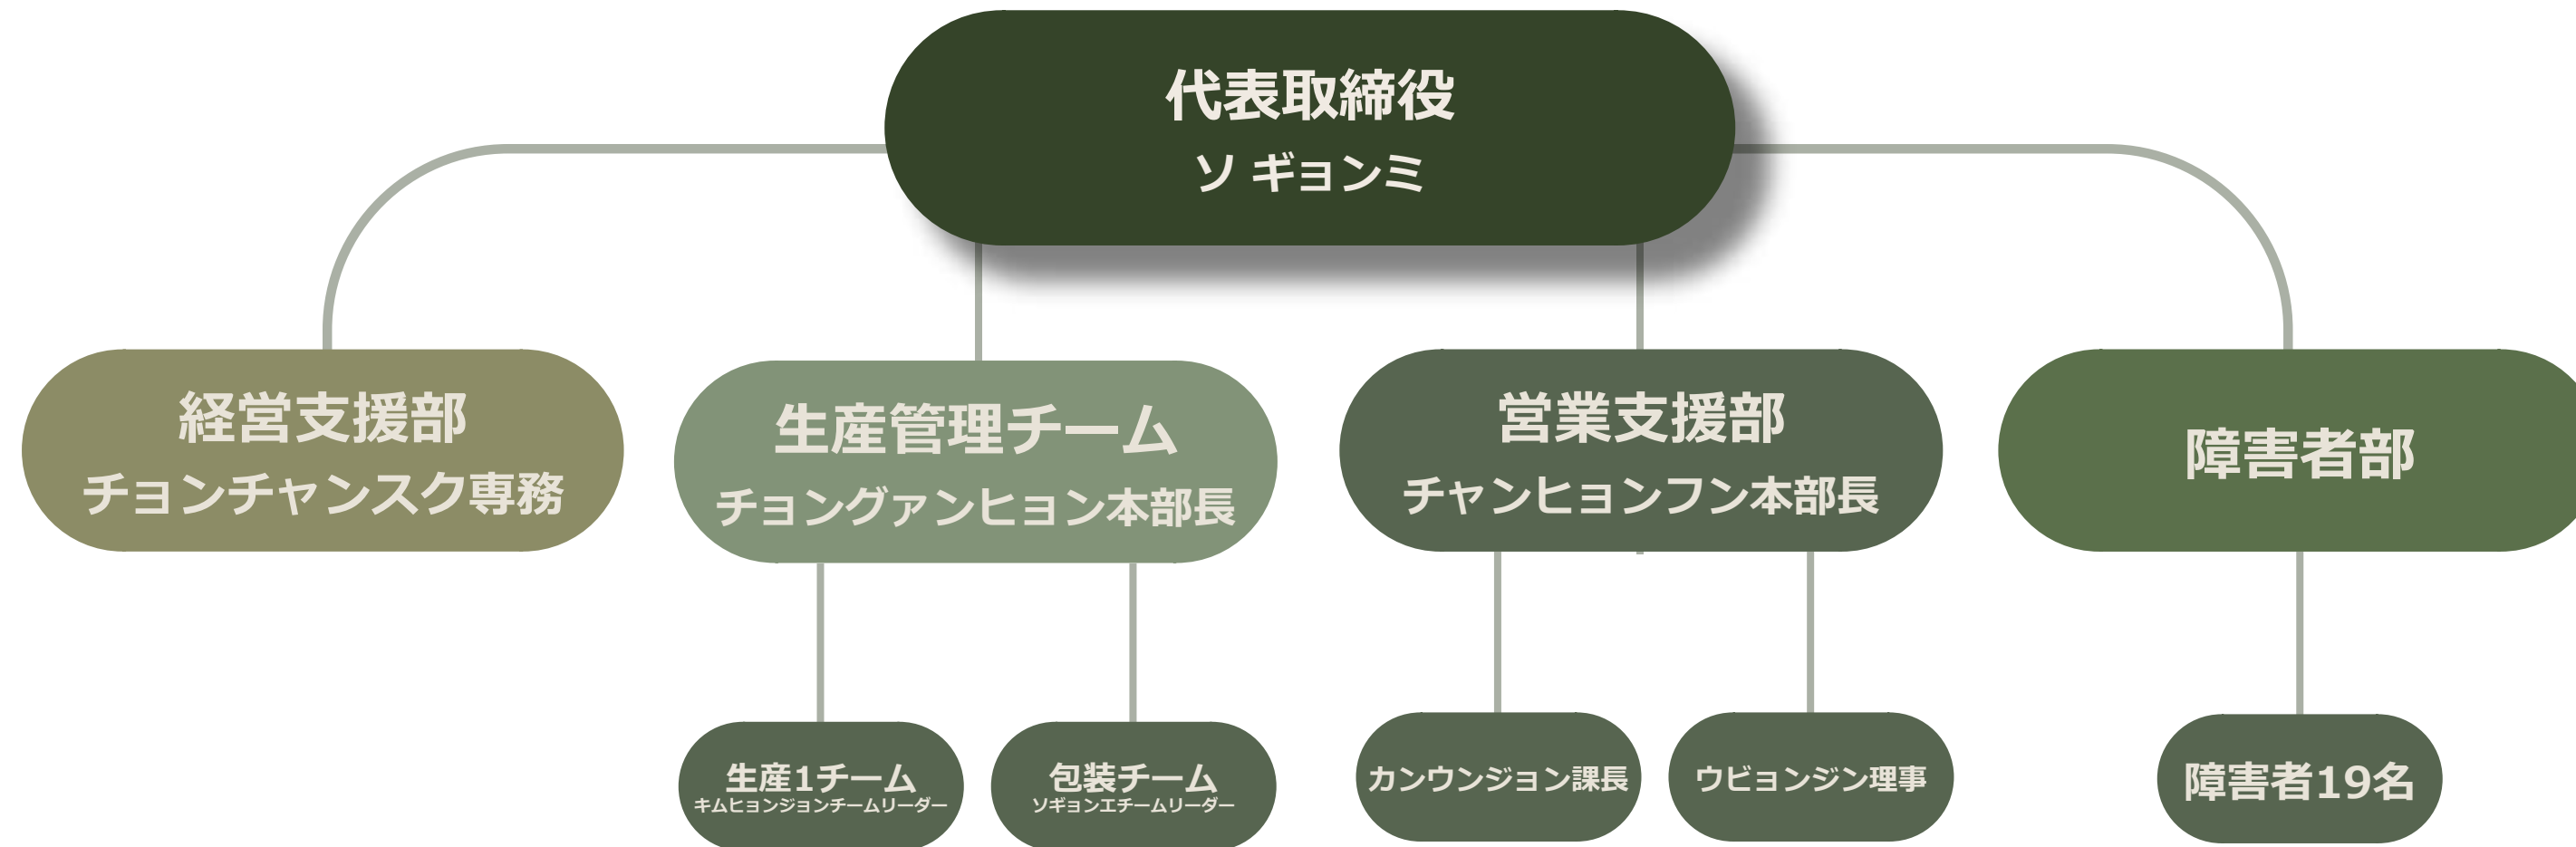 代表取締役
ソ ギョンミ
経営支援部
チョンチャンスク専務
生産管理チーム
チョングァンヒョン本部長
営業支援部
チャンヒョンフン本部長
障害者部
生産1チーム
キムヒョンジョンチームリーダー
包装チーム
ソギョンエチームリーダー
カンウンジョン課長
ウビョンジン理事
障害者19名